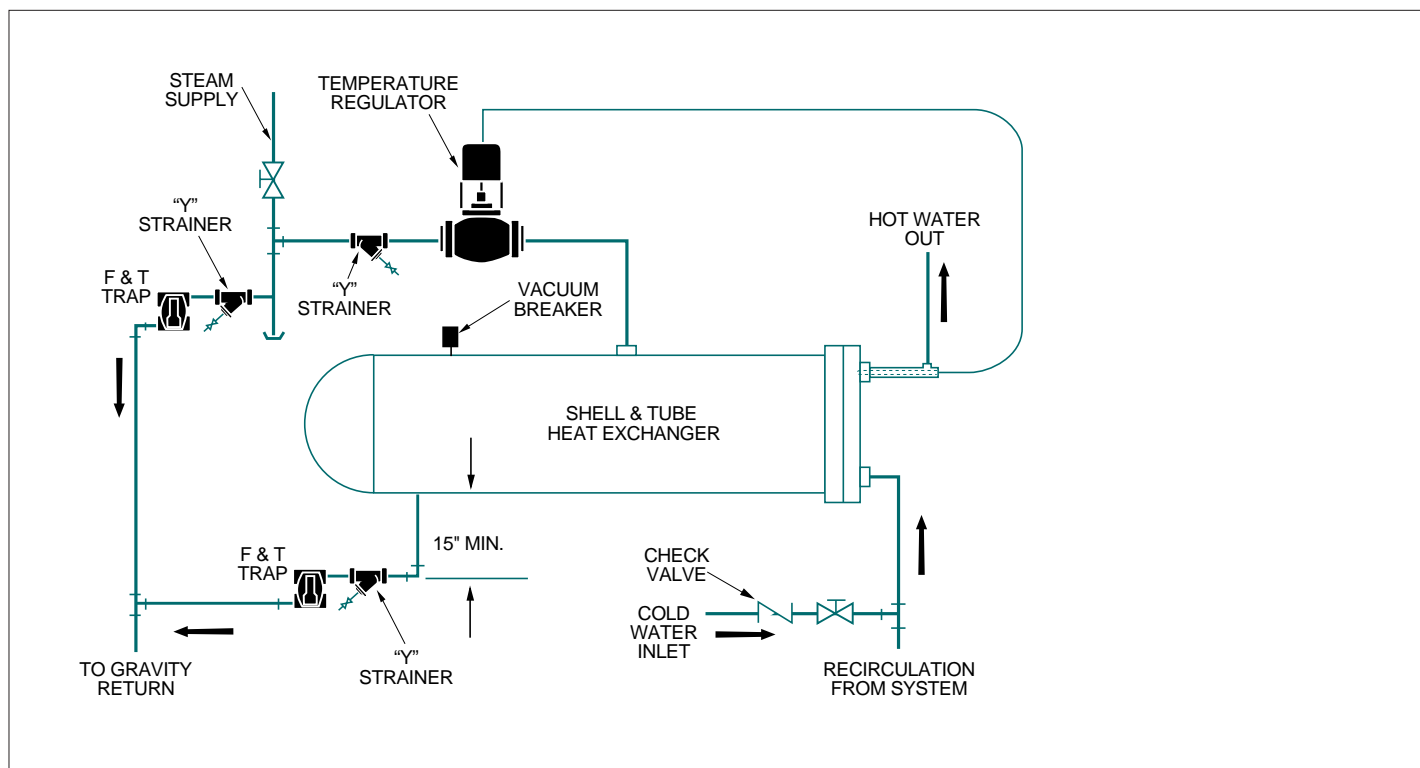 STEAM
SUPPLY
TEMPERATURE
REGULATOR
“Y”
STRAINER
HOT WATER
OUT
F & T
TRAP
“Y”
STRAINER
VACUUM
BREAKER
SHELL & TUBE
HEAT EXCHANGER
15" MIN.
F & T
TRAP
CHECK
VALVE
COLD
WATER
INLET
“Y”
STRAINER
TO GRAVITY
RETURN
RECIRCULATION
FROM SYSTEM